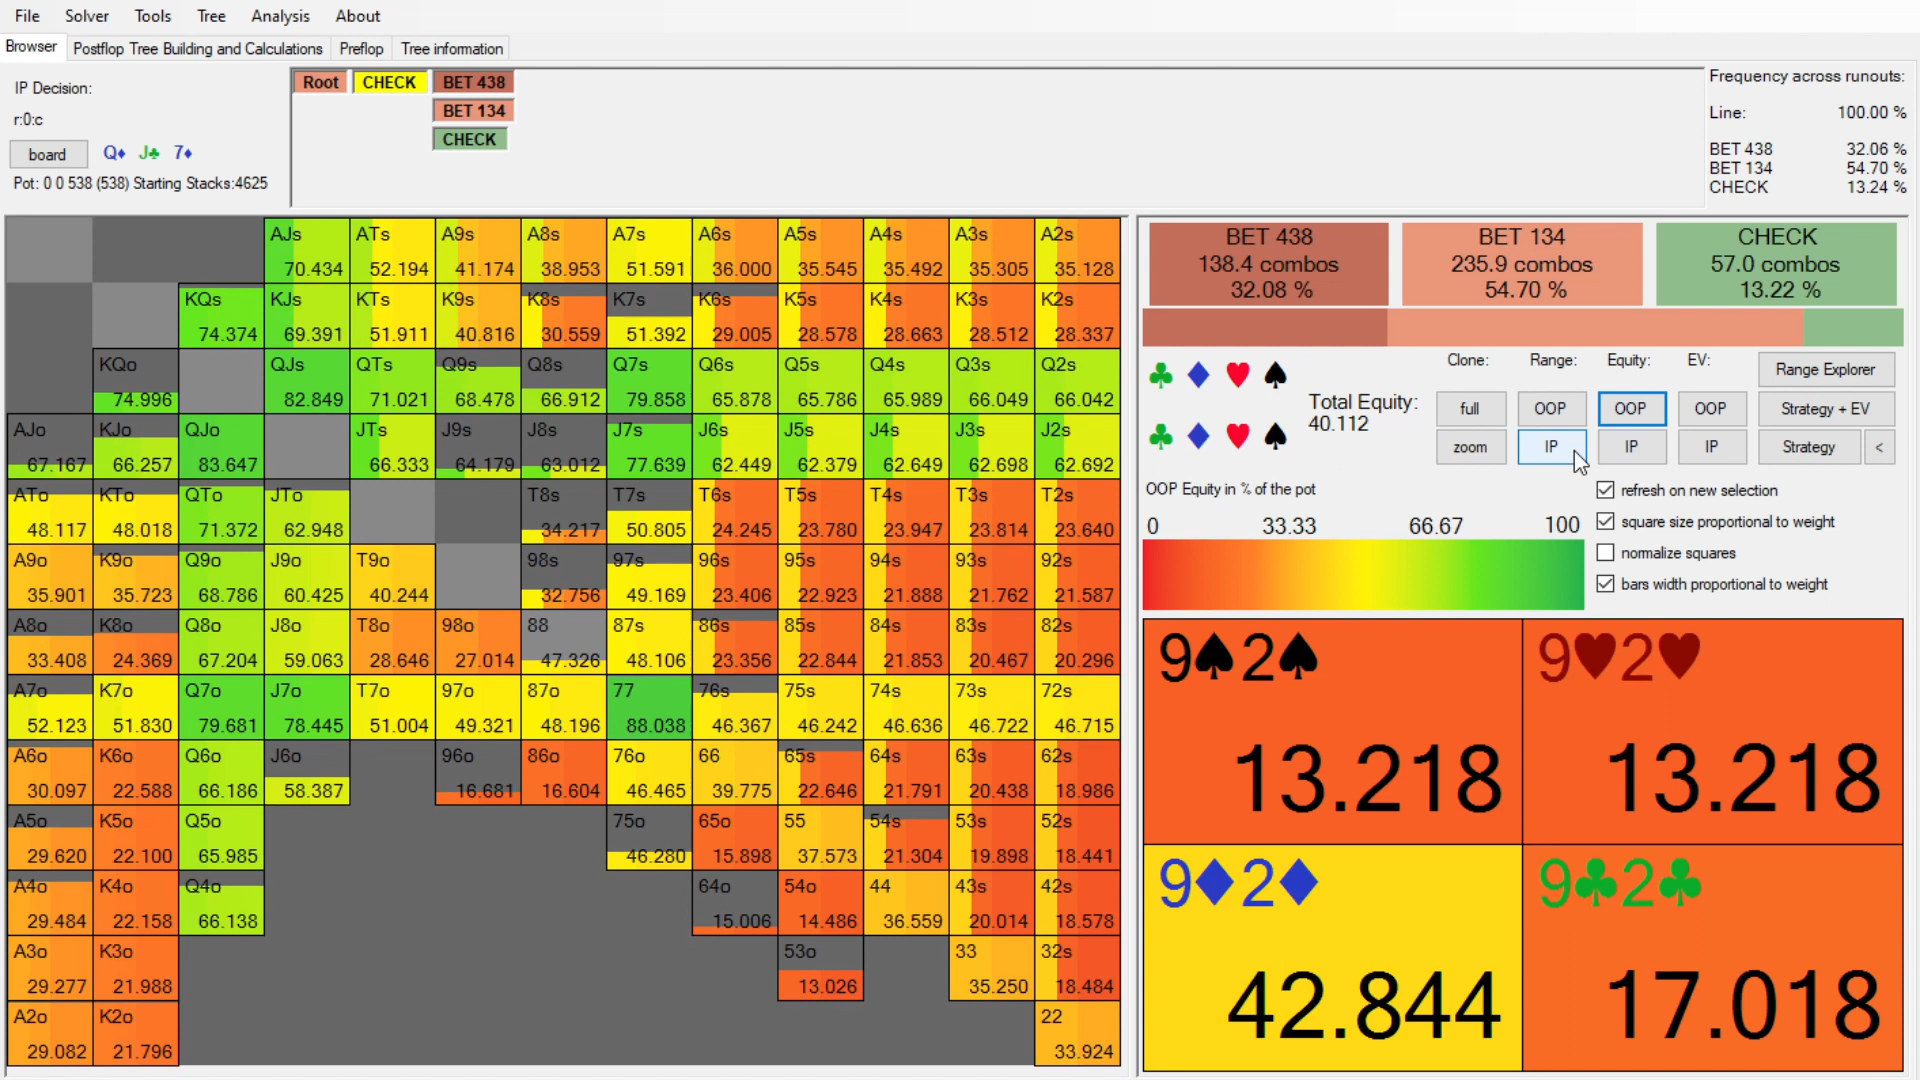 File Solver Tools Tree Analysis About
Browser Postflop Tree Building and Calculations Preflop Tree information
IP Decision:
r:0:c
board Q♦ J♣ 7♦
Pot: 0 0 538 (538) Starting Stacks:4625
Root CHECK BET 438
BET 134
CHECK
Frequency across runouts:
Line: 100.00 %
BET 438 32.06 %
BET 134 54.70 %
CHECK 13.24 %
AJs ATs A9s A8s A7s A6s A5s A4s A3s A2s
70.434 52.194 41.174 38.953 51.591 36.000 35.545 35.492 35.305 35.128
KQs KJs KTs K9s K8s K7s K6s K5s K4s K3s K2s
74.374 69.391 51.911 40.816 30.559 51.392 29.005 28.578 28.663 28.512 28.337
KQo QJs QTs Q9s Q8s Q7s Q6s Q5s Q4s Q3s Q2s
74.996 82.849 71.021 68.478 66.912 79.858 65.878 65.786 65.989 66.049 66.042
AJo KJo QJo JTs J9s J8s J7s J6s J5s J4s J3s J2s
67.167 66.257 83.647 66.333 64.179 63.012 77.639 62.449 62.379 62.649 62.698 62.692
ATo KTo QTo JTo T8s T7s T6s T5s T4s T3s T2s
48.117 48.018 71.372 62.948 34.217 50.805 24.245 23.780 23.947 23.814 23.640
A9o K9o Q9o J9o T9o 98s 97s 96s 95s 94s 93s 92s
35.901 35.723 68.786 60.425 40.244 32.756 49.169 23.406 22.923 21.888 21.762 21.587
A8o K8o Q8o J8o T8o 98o 88 87s 86s 85s 84s 83s 82s
33.408 24.369 67.204 59.063 28.646 27.014 47.326 48.106 23.356 22.844 21.853 20.467 20.296
A7o K7o Q7o J7o T7o 97o 87o 77 76s 75s 74s 73s 72s
52.123 51.830 79.681 78.445 51.004 49.321 48.196 88.038 46.367 46.242 46.636 46.722 46.715
A6o K6o Q6o J6o 96o 86o 76o 66 65s 64s 63s 62s
30.097 22.588 66.186 58.387 16.681 16.604 46.465 39.775 22.646 21.791 20.438 18.986
A5o K5o Q5o 75o 65o 55 54s 53s 52s
29.620 22.100 65.985 46.280 15.898 37.573 21.304 19.898 18.441
A4o K4o Q4o 64o 54o 44 43s 42s
29.484 22.158 66.138 15.006 14.486 36.559 20.014 18.578
A3o K3o 53o 33 32s
29.277 21.988 13.026 35.250 18.484
A2o K2o 22
29.082 21.796 33.924
BET 438 BET 134 CHECK
138.4 combos 235.9 combos 57.0 combos
32.08 % 54.70 % 13.22 %
♣ ♦ ♥ ♠
♣ ♦ ♥ ♠
Total Equity:
40.112
Clone: Range: Equity: EV: Range Explorer
full OOP OOP OOP Strategy + EV
zoom IP IP IP Strategy <
OOP Equity in % of the pot
0 33.33 66.67 100
refresh on new selection
square size proportional to weight
normalize squares
bars width proportional to weight
9♠2♠ 9♥2♥
13.218 13.218
9♦2♦ 9♣2♣
42.844 17.018